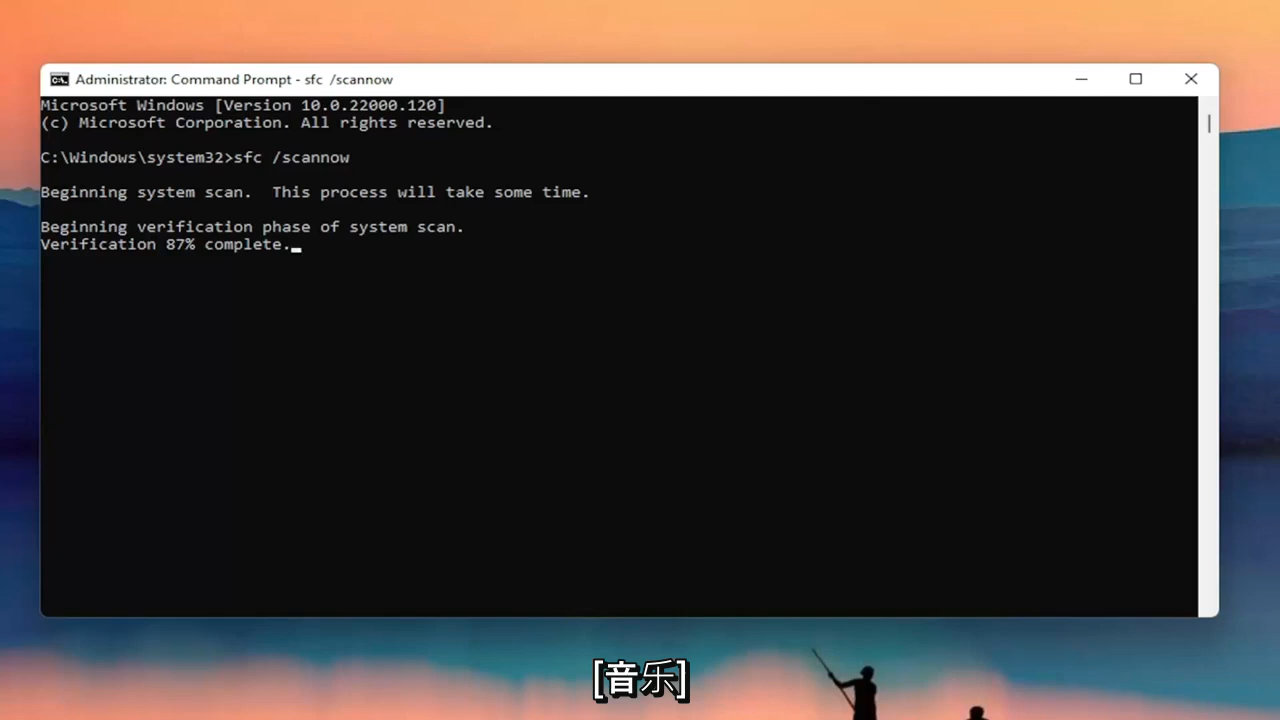 Administrator: Command Prompt - sfc /scannow
Microsoft Windows [Version 10.0.22000.120]
(c) Microsoft Corporation. All rights reserved.
C:\Windows\system32>sfc /scannow
Beginning system scan.  This process will take some time.
Beginning verification phase of system scan.
Verification 87% complete.
[音乐]